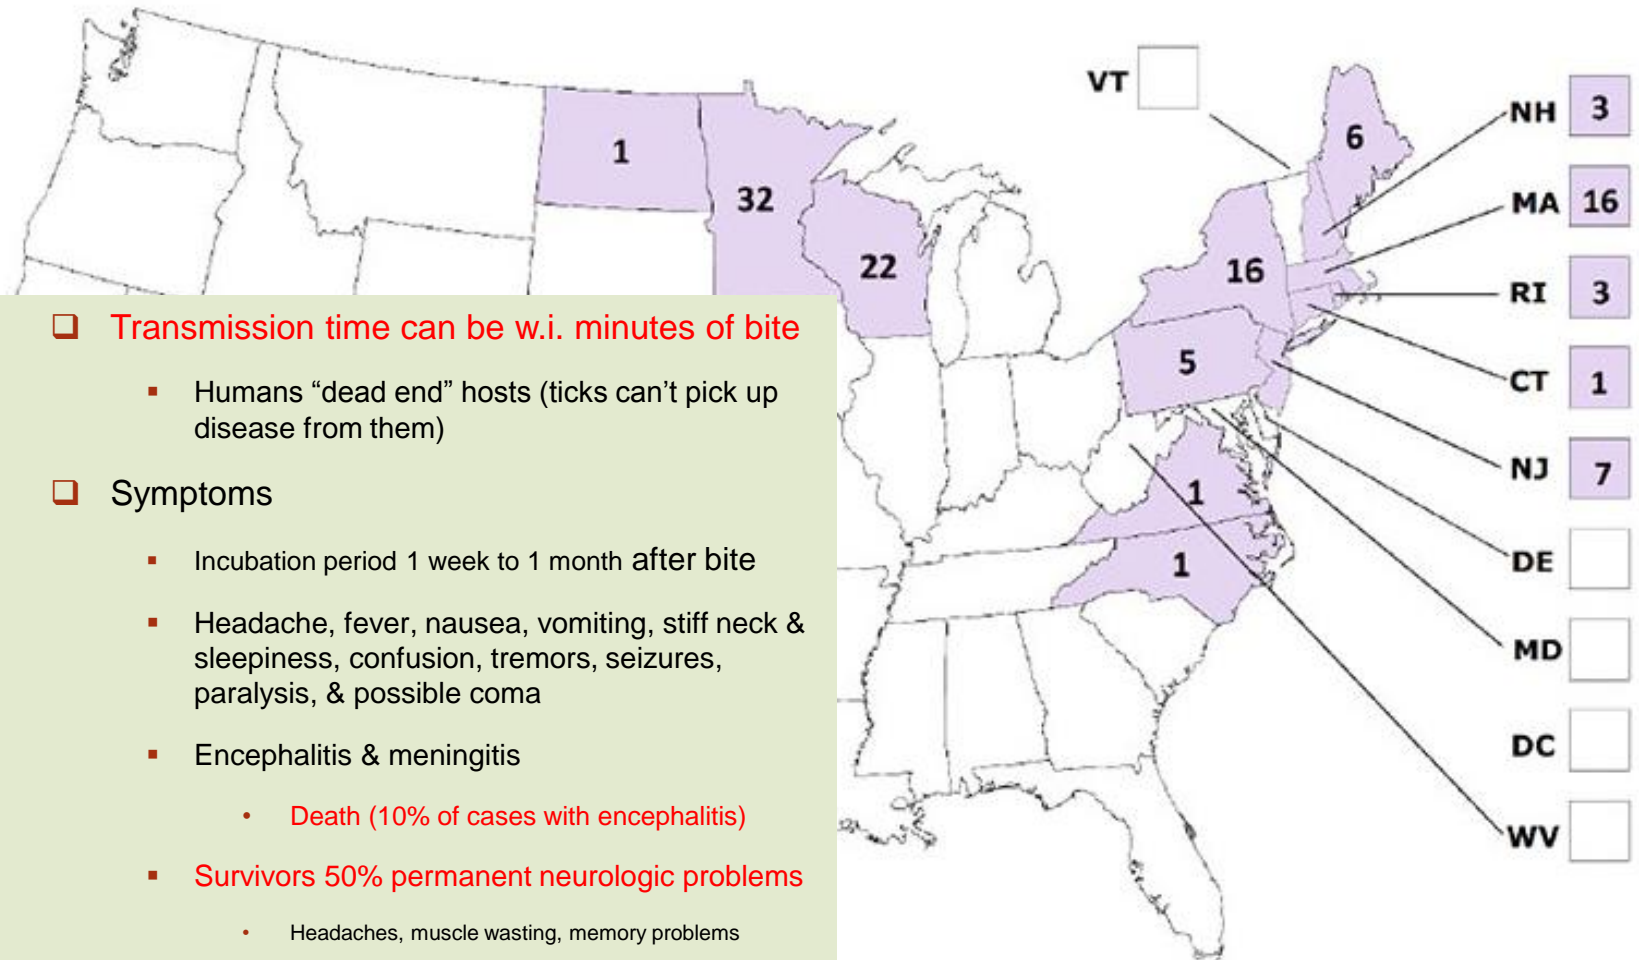 VT
NH 3
6
1
MA 16
32
22
16
RI 3
❑ Transmission time can be w.i. minutes of bite
5
CT 1
▪ Humans “dead end” hosts (ticks can’t pick up
disease from them)
NJ 7
❑ Symptoms
1
▪ Incubation period 1 week to 1 month after bite
1
DE
▪ Headache, fever, nausea, vomiting, stiff neck &
sleepiness, confusion, tremors, seizures,
paralysis, & possible coma
MD
▪ Encephalitis & meningitis
DC
• Death (10% of cases with encephalitis)
WV
▪ Survivors 50% permanent neurologic problems
• Headaches, muscle wasting, memory problems